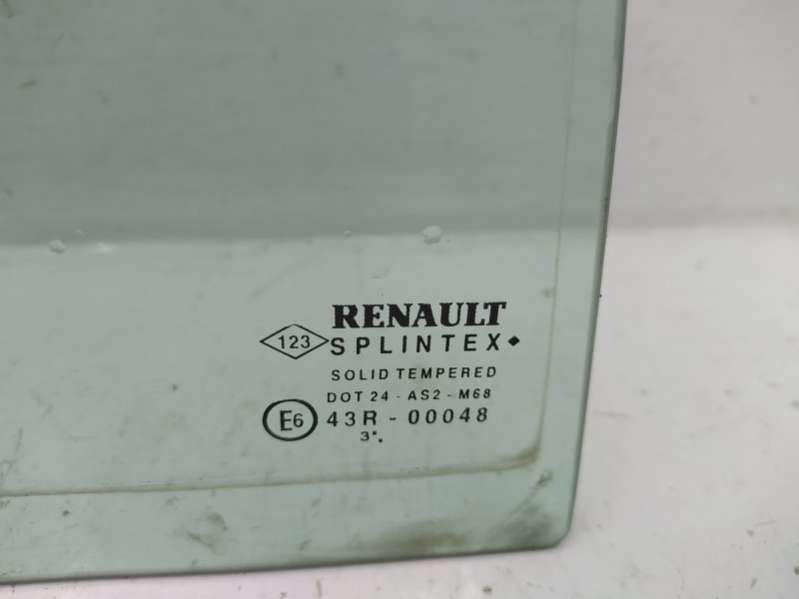 RENAULT
123 SPLINTEX
SOLID TEMPERED
DOT 24 - AS2 - M68
E6 43R - 00048
3